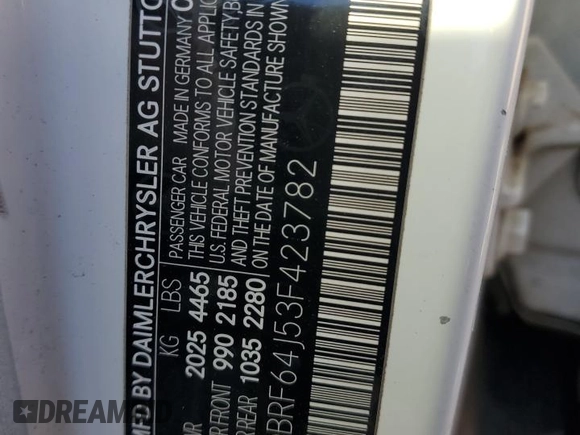 MFD BY DAIMLERCHRYSLER AG STUTTG
KG LBS PASSENGER CAR MADE IN GERMANY
2025 4465 THIS VEHICLE CONFORMS TO ALL APPLIC
FRONT 990 2185 U.S. FEDERAL MOTOR VEHICLE SAFETY,B
REAR 1035 2280 AND THEFT PREVENTION STANDARDS IN
ON THE DATE OF MANUFACTURE SHOWN
BRF64J53F423782
DREAM